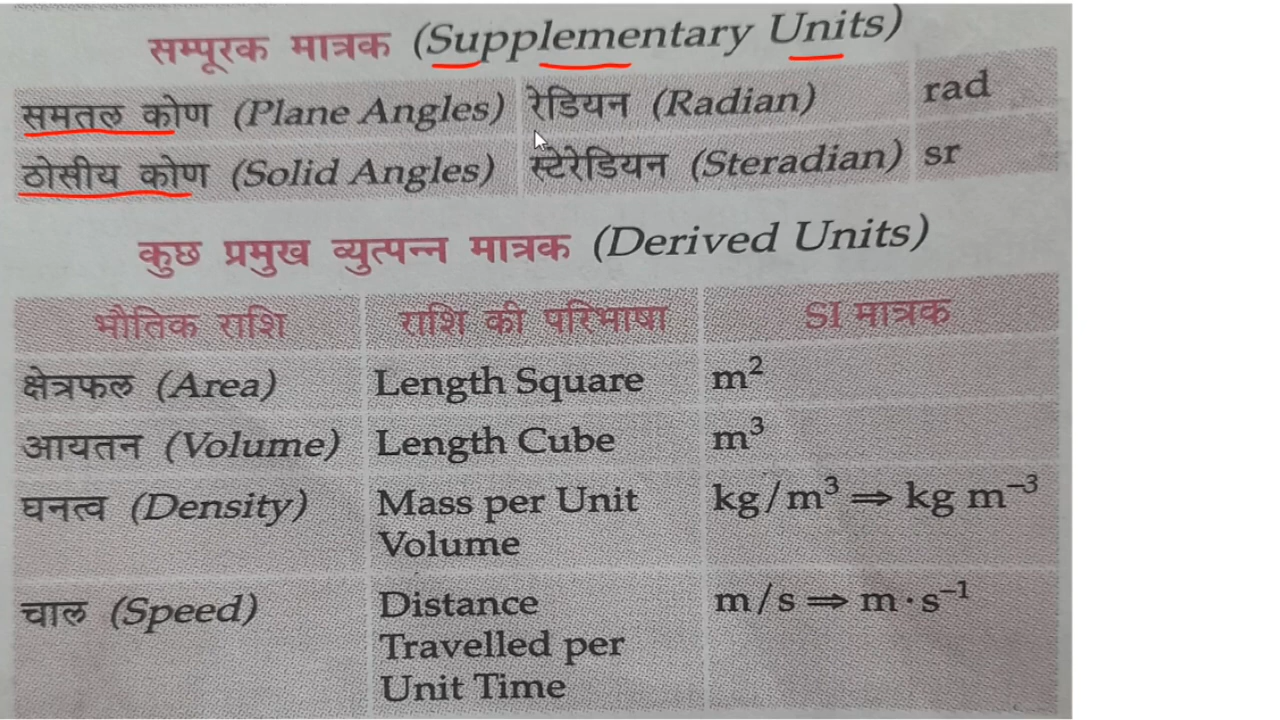 सम्पूरक मात्रक (Supplementary Units)
समतल कोण (Plane Angles) रेडियन (Radian) rad
ठोसीय कोण (Solid Angles) स्टेरेडियन (Steradian) sr
कुछ प्रमुख व्युत्पन्न मात्रक (Derived Units)
भौतिक राशि राशि की परिभाषा SI मात्रक
क्षेत्रफल (Area) Length Square m²
आयतन (Volume) Length Cube m³
घनत्व (Density) Mass per Unit kg/m³ ⇒ kg m⁻³
Volume
चाल (Speed) Distance m/s ⇒ m·s⁻¹
Travelled per
Unit Time